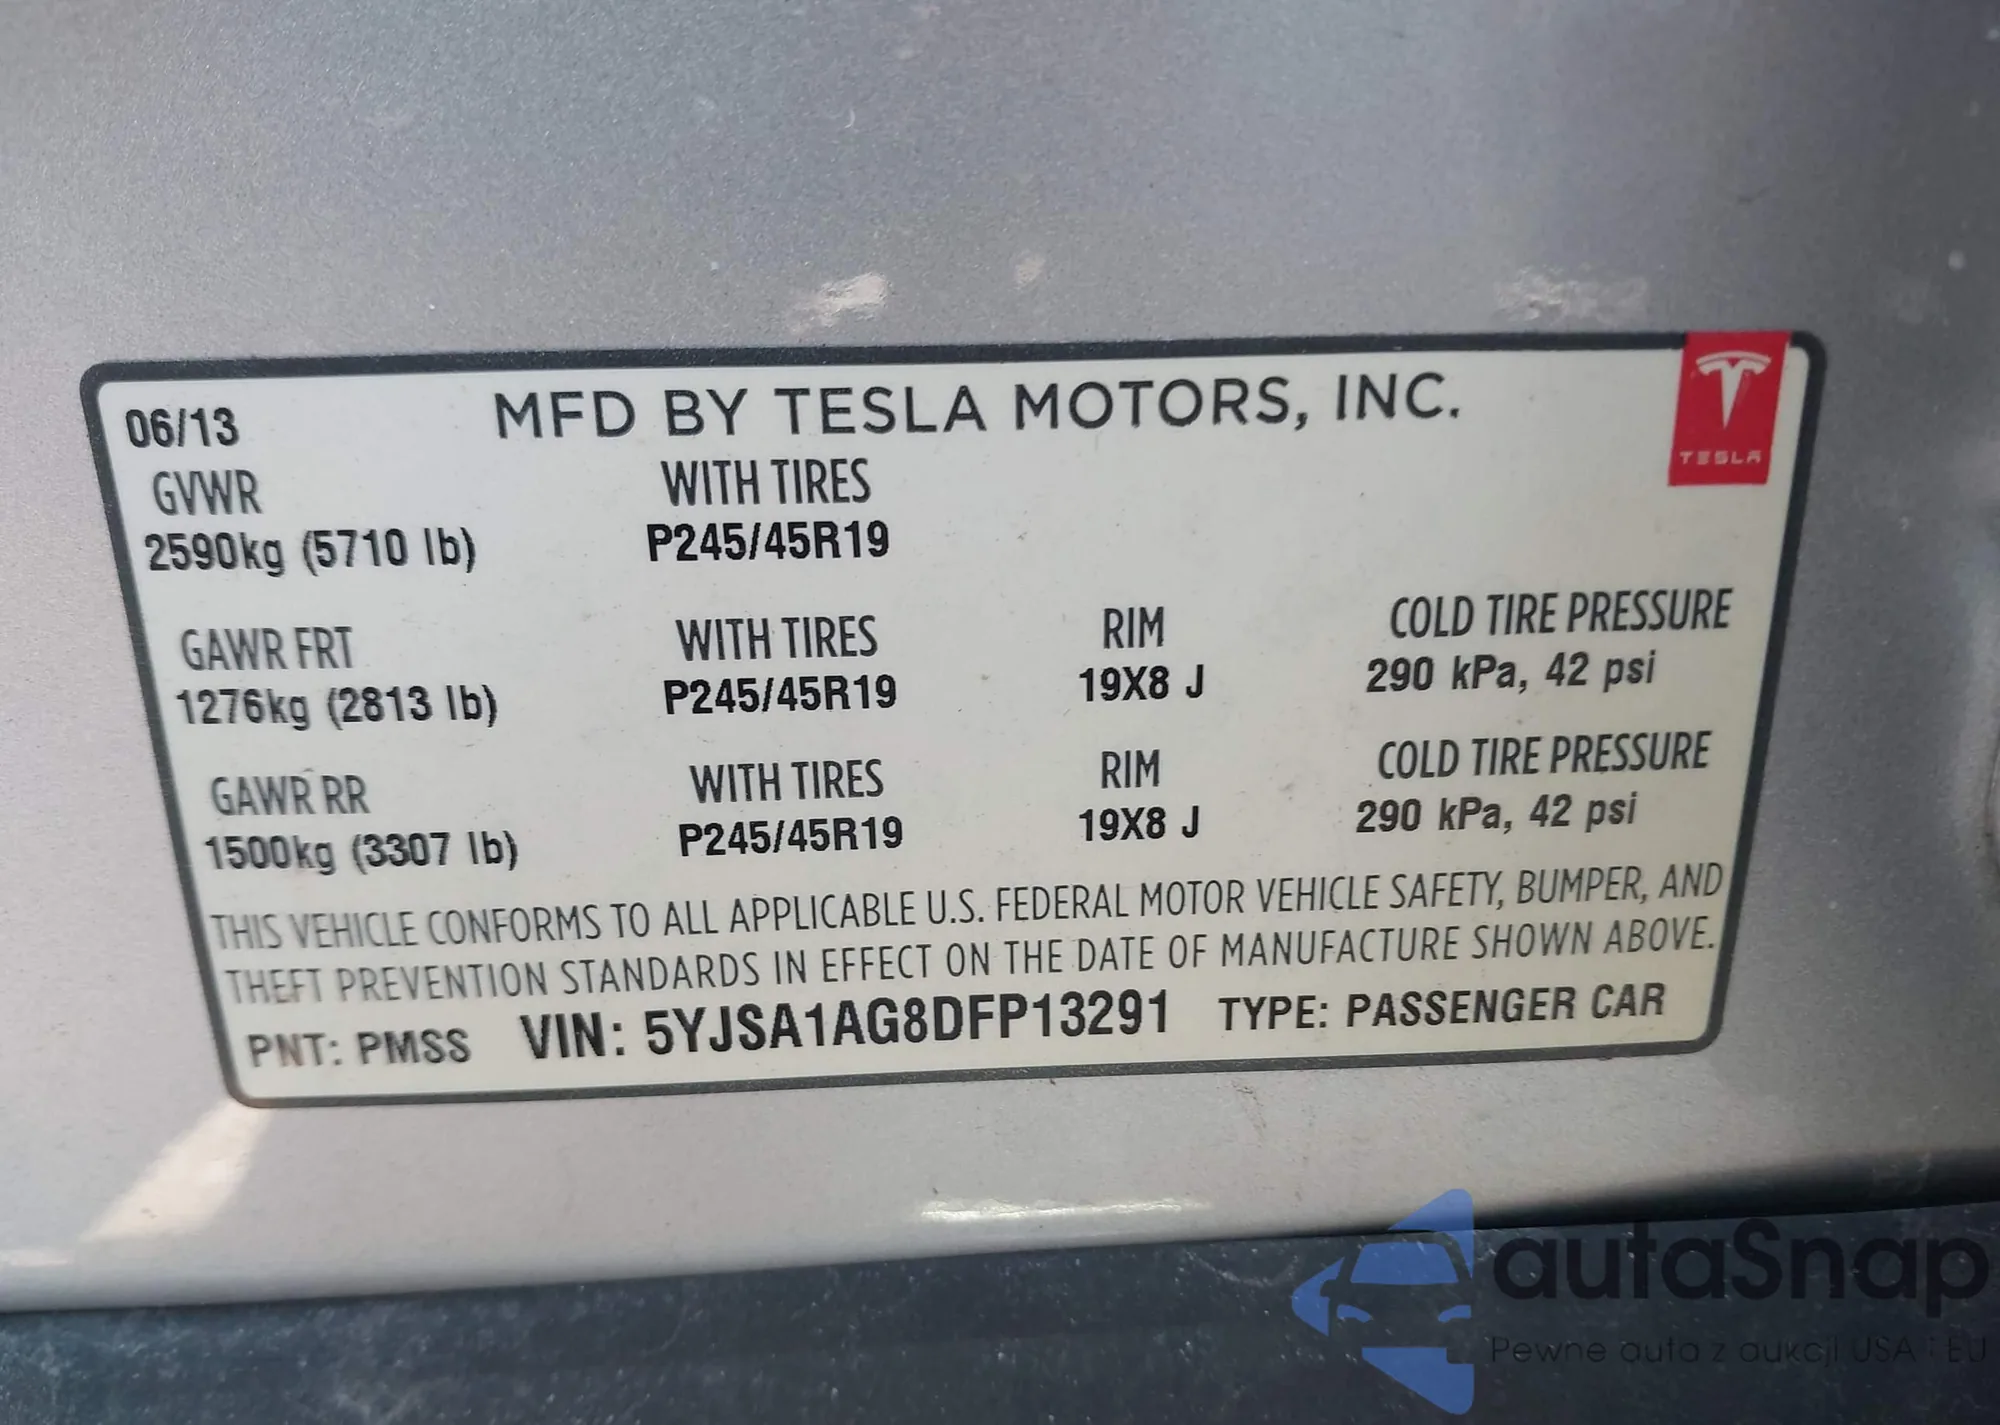 06/13 MFD BY TESLA MOTORS, INC.
TESLA
GVWR WITH TIRES
2590kg (5710 lb) P245/45R19
GAWR FRT WITH TIRES RIM COLD TIRE PRESSURE
1276kg (2813 lb) P245/45R19 19X8 J 290 kPa, 42 psi
GAWR RR WITH TIRES RIM COLD TIRE PRESSURE
1500kg (3307 lb) P245/45R19 19X8 J 290 kPa, 42 psi
THIS VEHICLE CONFORMS TO ALL APPLICABLE U.S. FEDERAL MOTOR VEHICLE SAFETY, BUMPER, AND
THEFT PREVENTION STANDARDS IN EFFECT ON THE DATE OF MANUFACTURE SHOWN ABOVE.
PNT: PMSS VIN: 5YJSA1AG8DFP13291 TYPE: PASSENGER CAR
autaSnap
Pewne auta z aukcji USA i EU